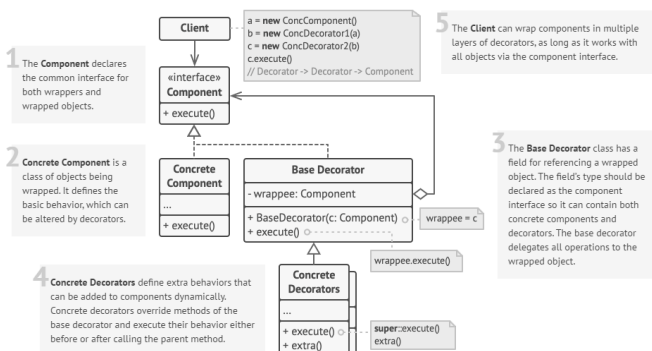 Client
a = new ConcComponent()
b = new ConcDecorator1(a)
c = new ConcDecorator2(b)
c.execute()
// Decorator -> Decorator -> Component
5
The Client can wrap components in multiple
layers of decorators, as long as it works with
all objects via the component interface.
1
The Component declares
the common interface for
both wrappers and
wrapped objects.
«interface»
Component
+ execute()
2
Concrete Component is a
class of objects being
wrapped. It defines the
basic behavior, which can
be altered by decorators.
Concrete
Component
...
+ execute()
Base Decorator
- wrappee: Component
+ BaseDecorator(c: Component)
+ execute()
wrappee = c
wrappee.execute()
3
The Base Decorator class has a
field for referencing a wrapped
object. The field's type should be
declared as the component
interface so it can contain both
concrete components and
decorators. The base decorator
delegates all operations to the
wrapped object.
4
Concrete Decorators define extra behaviors that
can be added to components dynamically.
Concrete decorators override methods of the
base decorator and execute their behavior either
before or after calling the parent method.
Concrete
Decorators
...
+ execute()
+ extra()
super::execute()
extra()